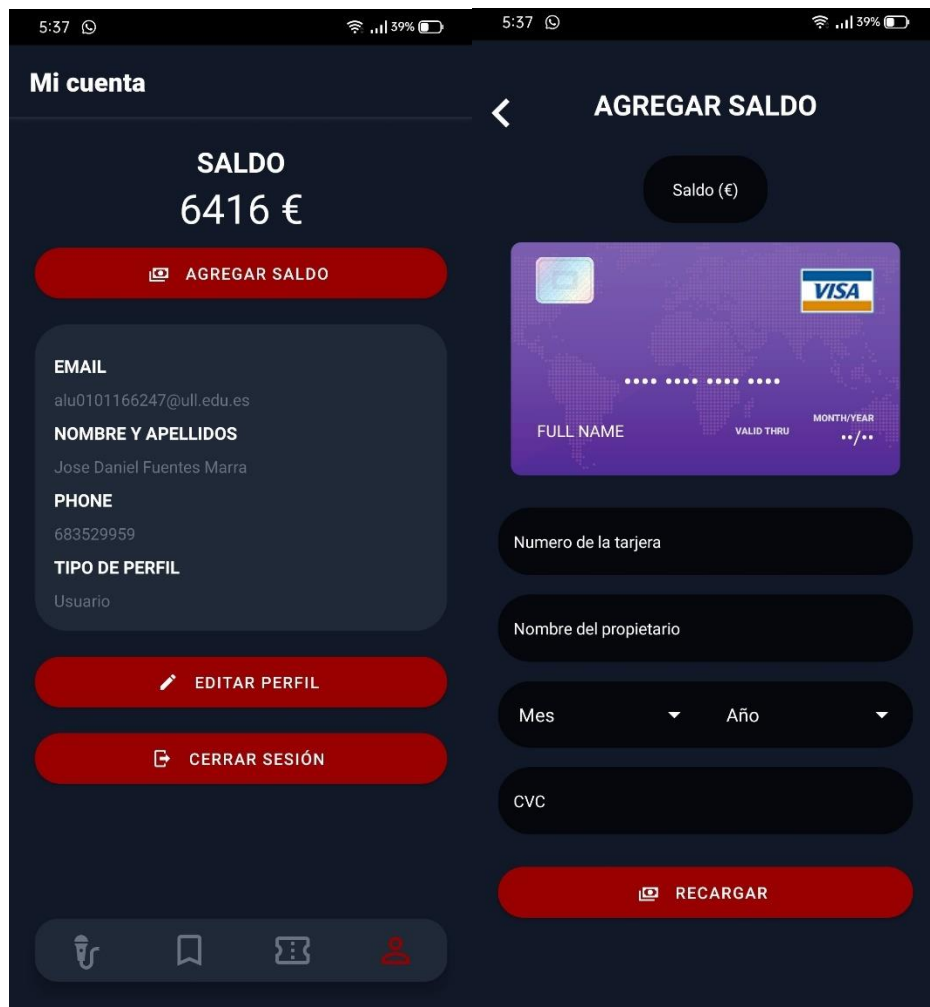 5:37
39%
Mi cuenta
SALDO
6416 €
AGREGAR SALDO
EMAIL
alu0101166247@ull.edu.es
NOMBRE Y APELLIDOS
Jose Daniel Fuentes Marra
PHONE
683529959
TIPO DE PERFIL
Usuario
EDITAR PERFIL
CERRAR SESIÓN
5:37
39%
AGREGAR SALDO
Saldo (€)
VISA
•••• •••• •••• ••••
MONTH/YEAR
FULL NAME
VALID THRU
••/••
Numero de la tarjera
Nombre del propietario
Mes
Año
CVC
RECARGAR